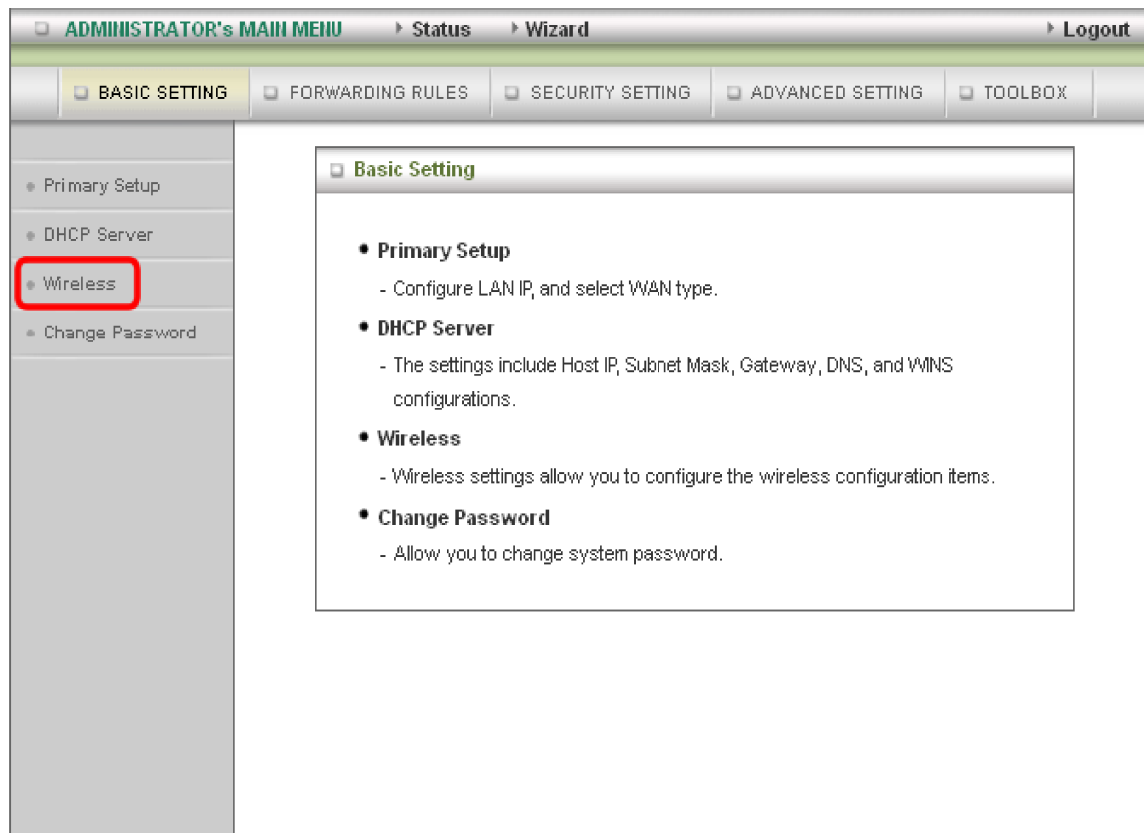 ADMINISTRATOR's MAIN MENU Status Wizard Logout
BASIC SETTING FORWARDING RULES SECURITY SETTING ADVANCED SETTING TOOLBOX
Primary Setup
DHCP Server
Wireless
Change Password
Basic Setting
Primary Setup
- Configure LAN IP, and select WAN type.
DHCP Server
- The settings include Host IP, Subnet Mask, Gateway, DNS, and WINS
configurations.
Wireless
- Wireless settings allow you to configure the wireless configuration items.
Change Password
- Allow you to change system password.